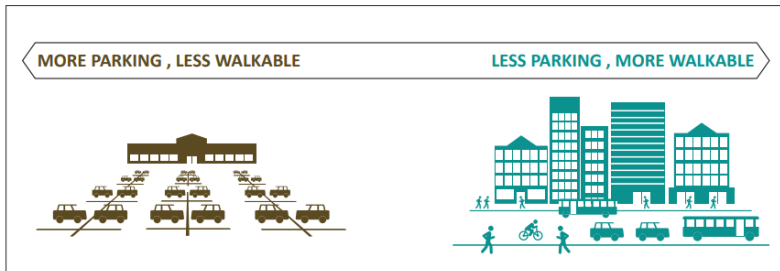 MORE PARKING , LESS WALKABLE
LESS PARKING , MORE WALKABLE